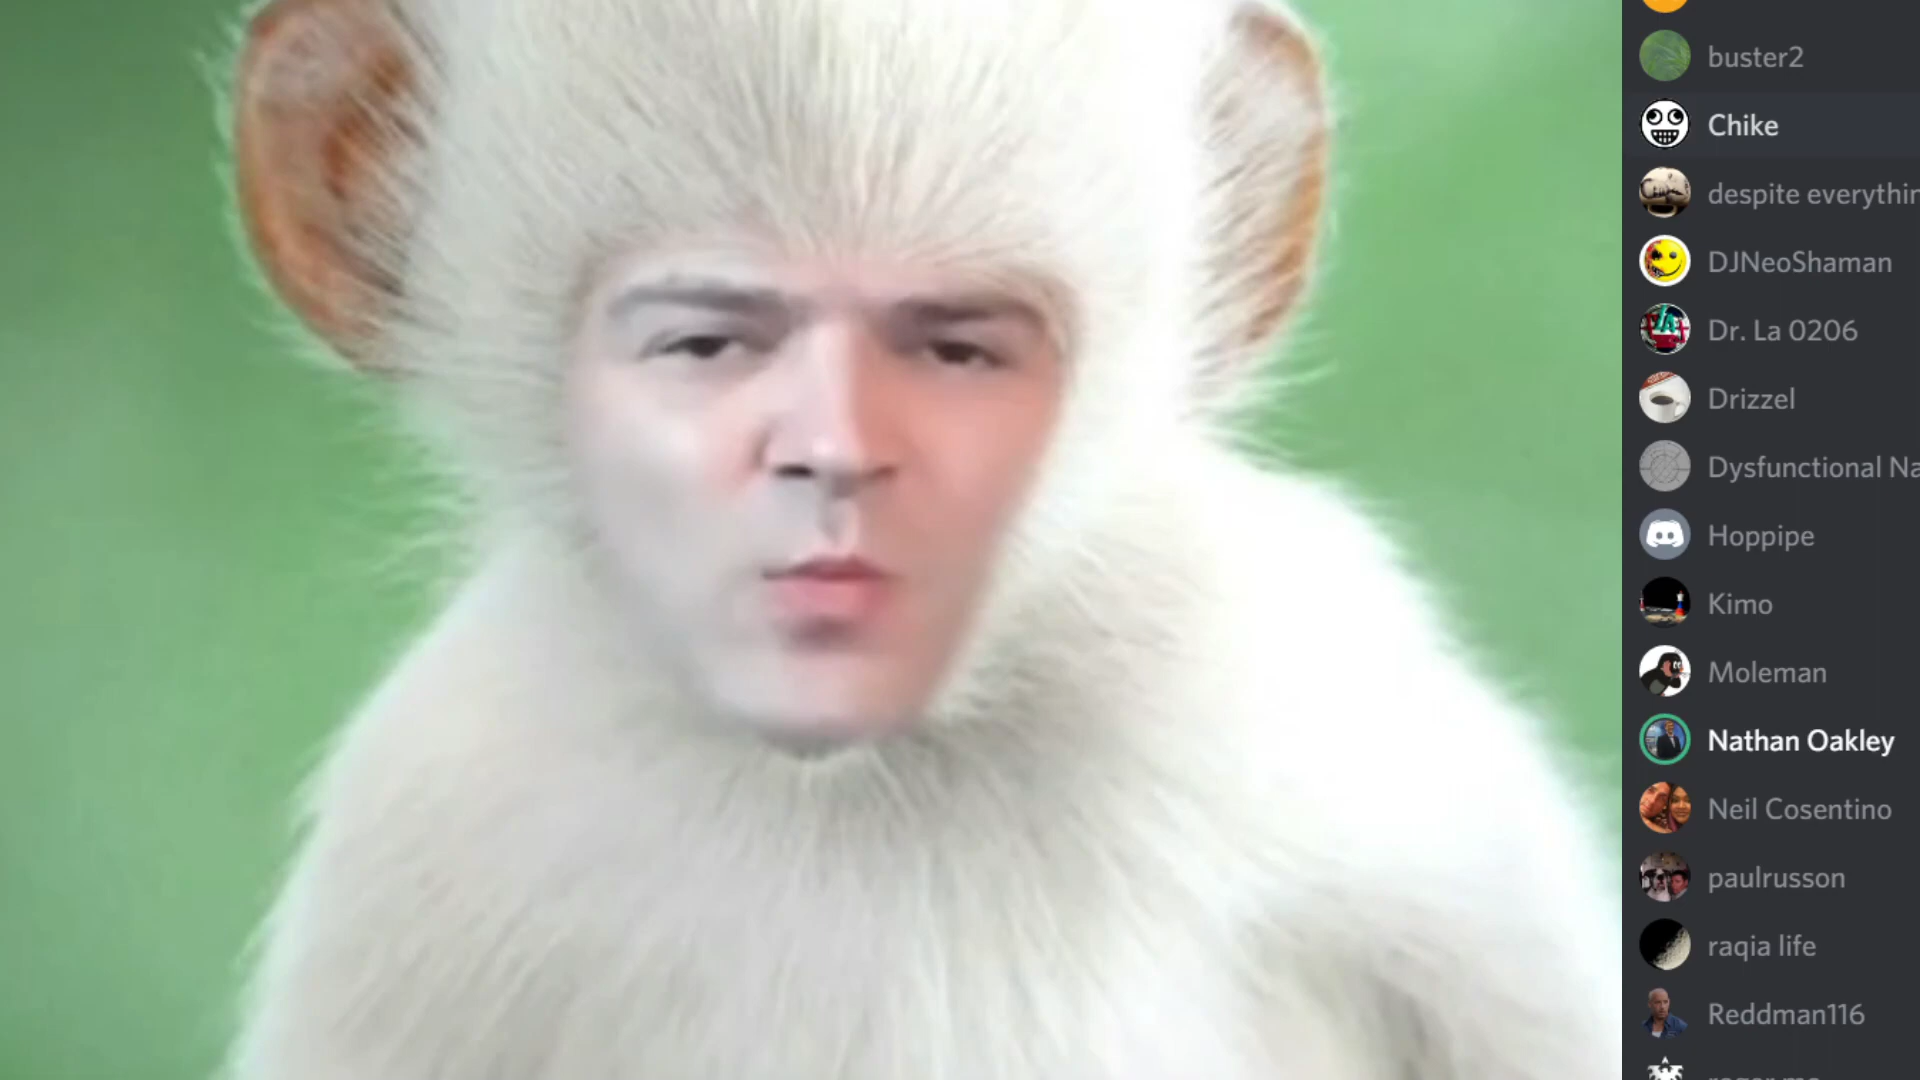 buster2
Chike
despite everythin
DJNeoShaman
Dr. La 0206
Drizzel
Dysfunctional Na
Hoppipe
Kimo
Moleman
Nathan Oakley
Neil Cosentino
paulrusson
raqia life
Reddman116